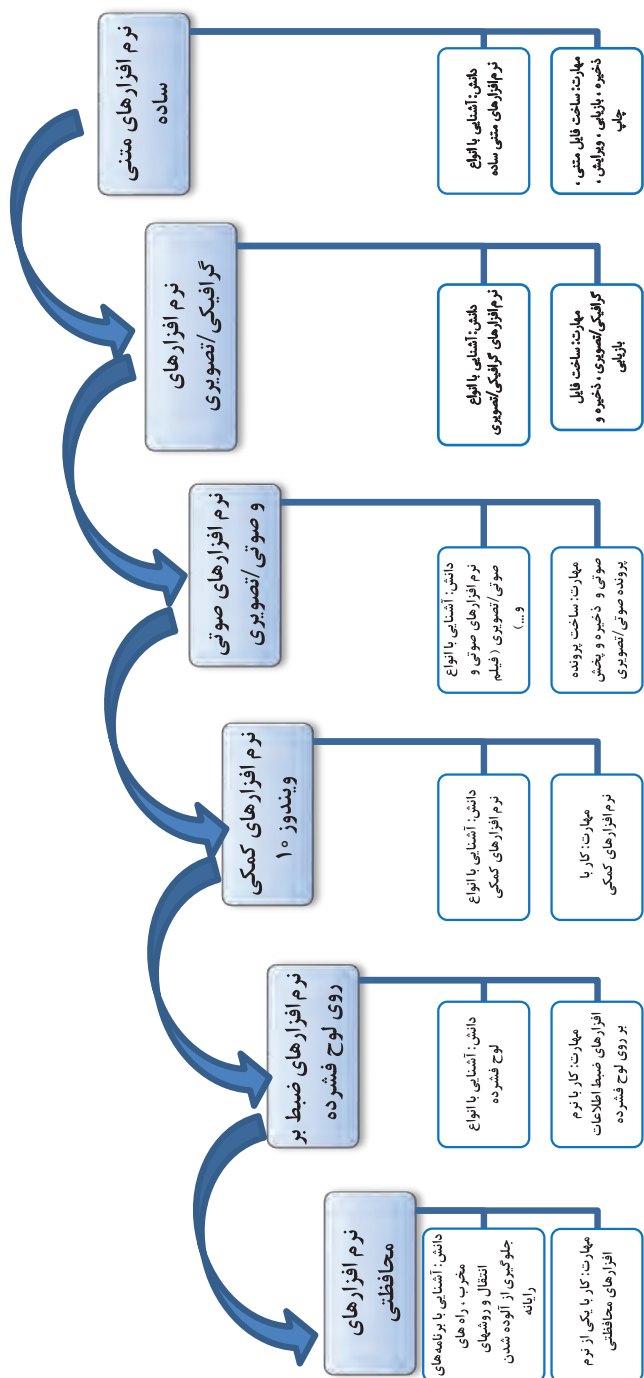 نرم افزارهای متنی
ساده
دانش: آشنایی با انواع
نرم‌افزارهای متنی ساده
مهارت: ساخت فایل متنی ،
ذخیره ، بازیابی ، ویرایش ،
چاپ
نرم افزارهای
گرافیکی/تصویری
دانش: آشنایی با انواع
نرم‌افزارهای گرافیکی/تصویری
مهارت: ساخت فایل
گرافیکی/تصویری ، ذخیره و
بازیابی
نرم افزارهای صوتی
و صوتی/تصویری
دانش: آشنایی با انواع
نرم افزارهای صوتی و
صوتی/تصویری ( فیلم
و ...)
مهارت: ساخت پرونده
صوتی و ذخیره و پخش
پرونده صوتی/تصویری
نرم افزارهای کمکی
ویندوز ۱۰
دانش: آشنایی با انواع
نرم افزارهای کمکی
مهارت: کار با
نرم افزارهای کمکی
نرم افزارهای ضبط بر
روی لوح فشرده
دانش: آشنایی با انواع
لوح فشرده
مهارت: کار با نرم
افزارهای ضبط اطلاعات
بر روی لوح فشرده
نرم افزارهای
محافظتی
دانش: آشنایی با برنامه‌های
مخرب ، راه های
انتقال و روشهای
جلوگیری از آلوده شدن
رایانه
مهارت: کار با یکی از نرم
افزارهای محافظتی